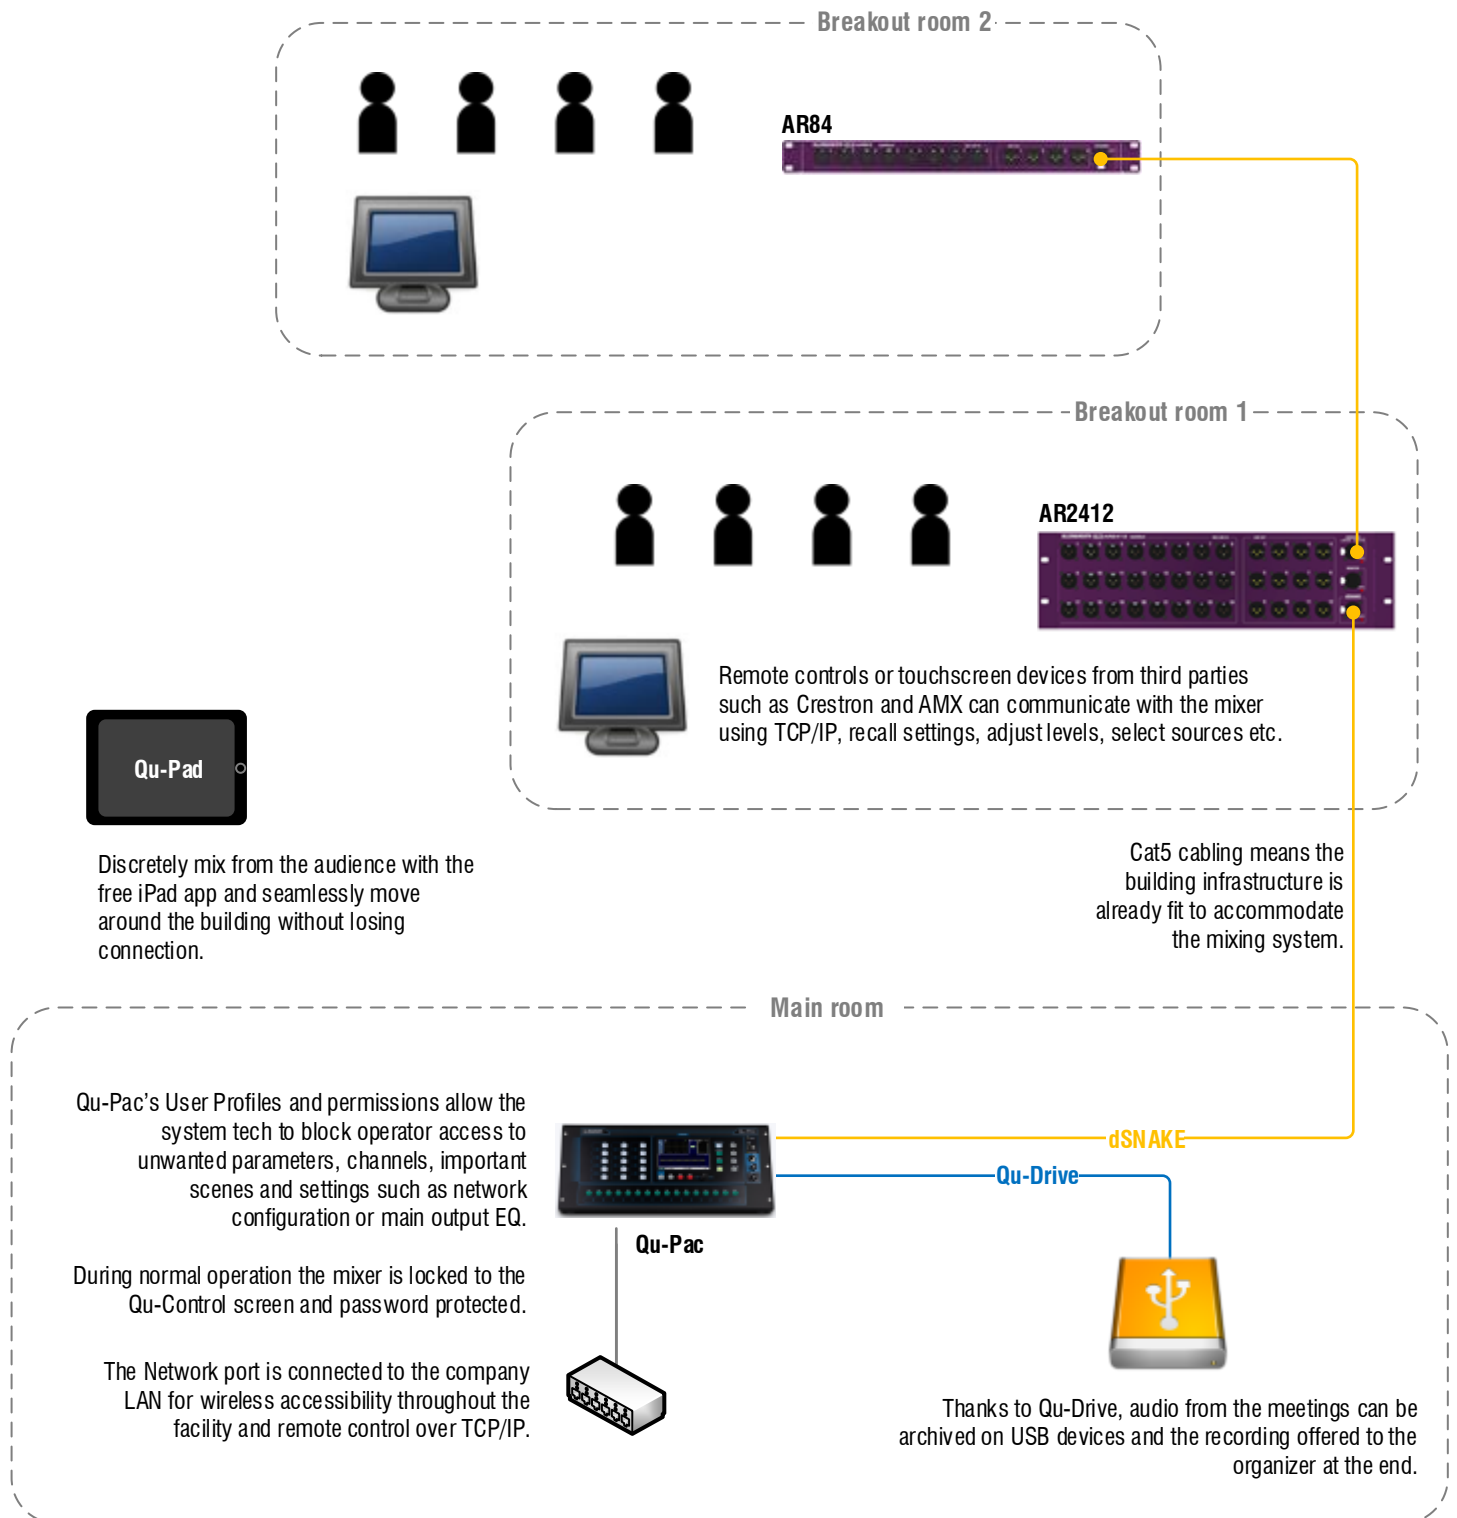 Breakout room 2
AR84
Breakout room 1
AR2412
Remote controls or touchscreen devices from third parties
such as Crestron and AMX can communicate with the mixer
using TCP/IP, recall settings, adjust levels, select sources etc.
Qu-Pad
Discretely mix from the audience with the
free iPad app and seamlessly move
around the building without losing
connection.
Cat5 cabling means the
building infrastructure is
already fit to accommodate
the mixing system.
Main room
Qu-Pac’s User Profiles and permissions allow the
system tech to block operator access to
unwanted parameters, channels, important
scenes and settings such as network
configuration or main output EQ.
dSNAKE
Qu-Drive
Qu-Pac
During normal operation the mixer is locked to the
Qu-Control screen and password protected.
The Network port is connected to the company
LAN for wireless accessibility throughout the
facility and remote control over TCP/IP.
Thanks to Qu-Drive, audio from the meetings can be
archived on USB devices and the recording offered to the
organizer at the end.